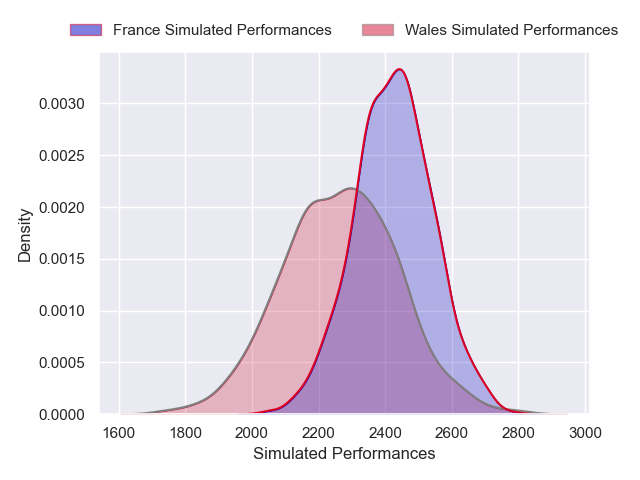 France Simulated Performances
Wales Simulated Performances
0.0030
0.0025
0.0020
0.0015
0.0010
0.0005
0.0000
Density
1600 1800 2000 2200 2400 2600 2800 3000
Simulated Performances